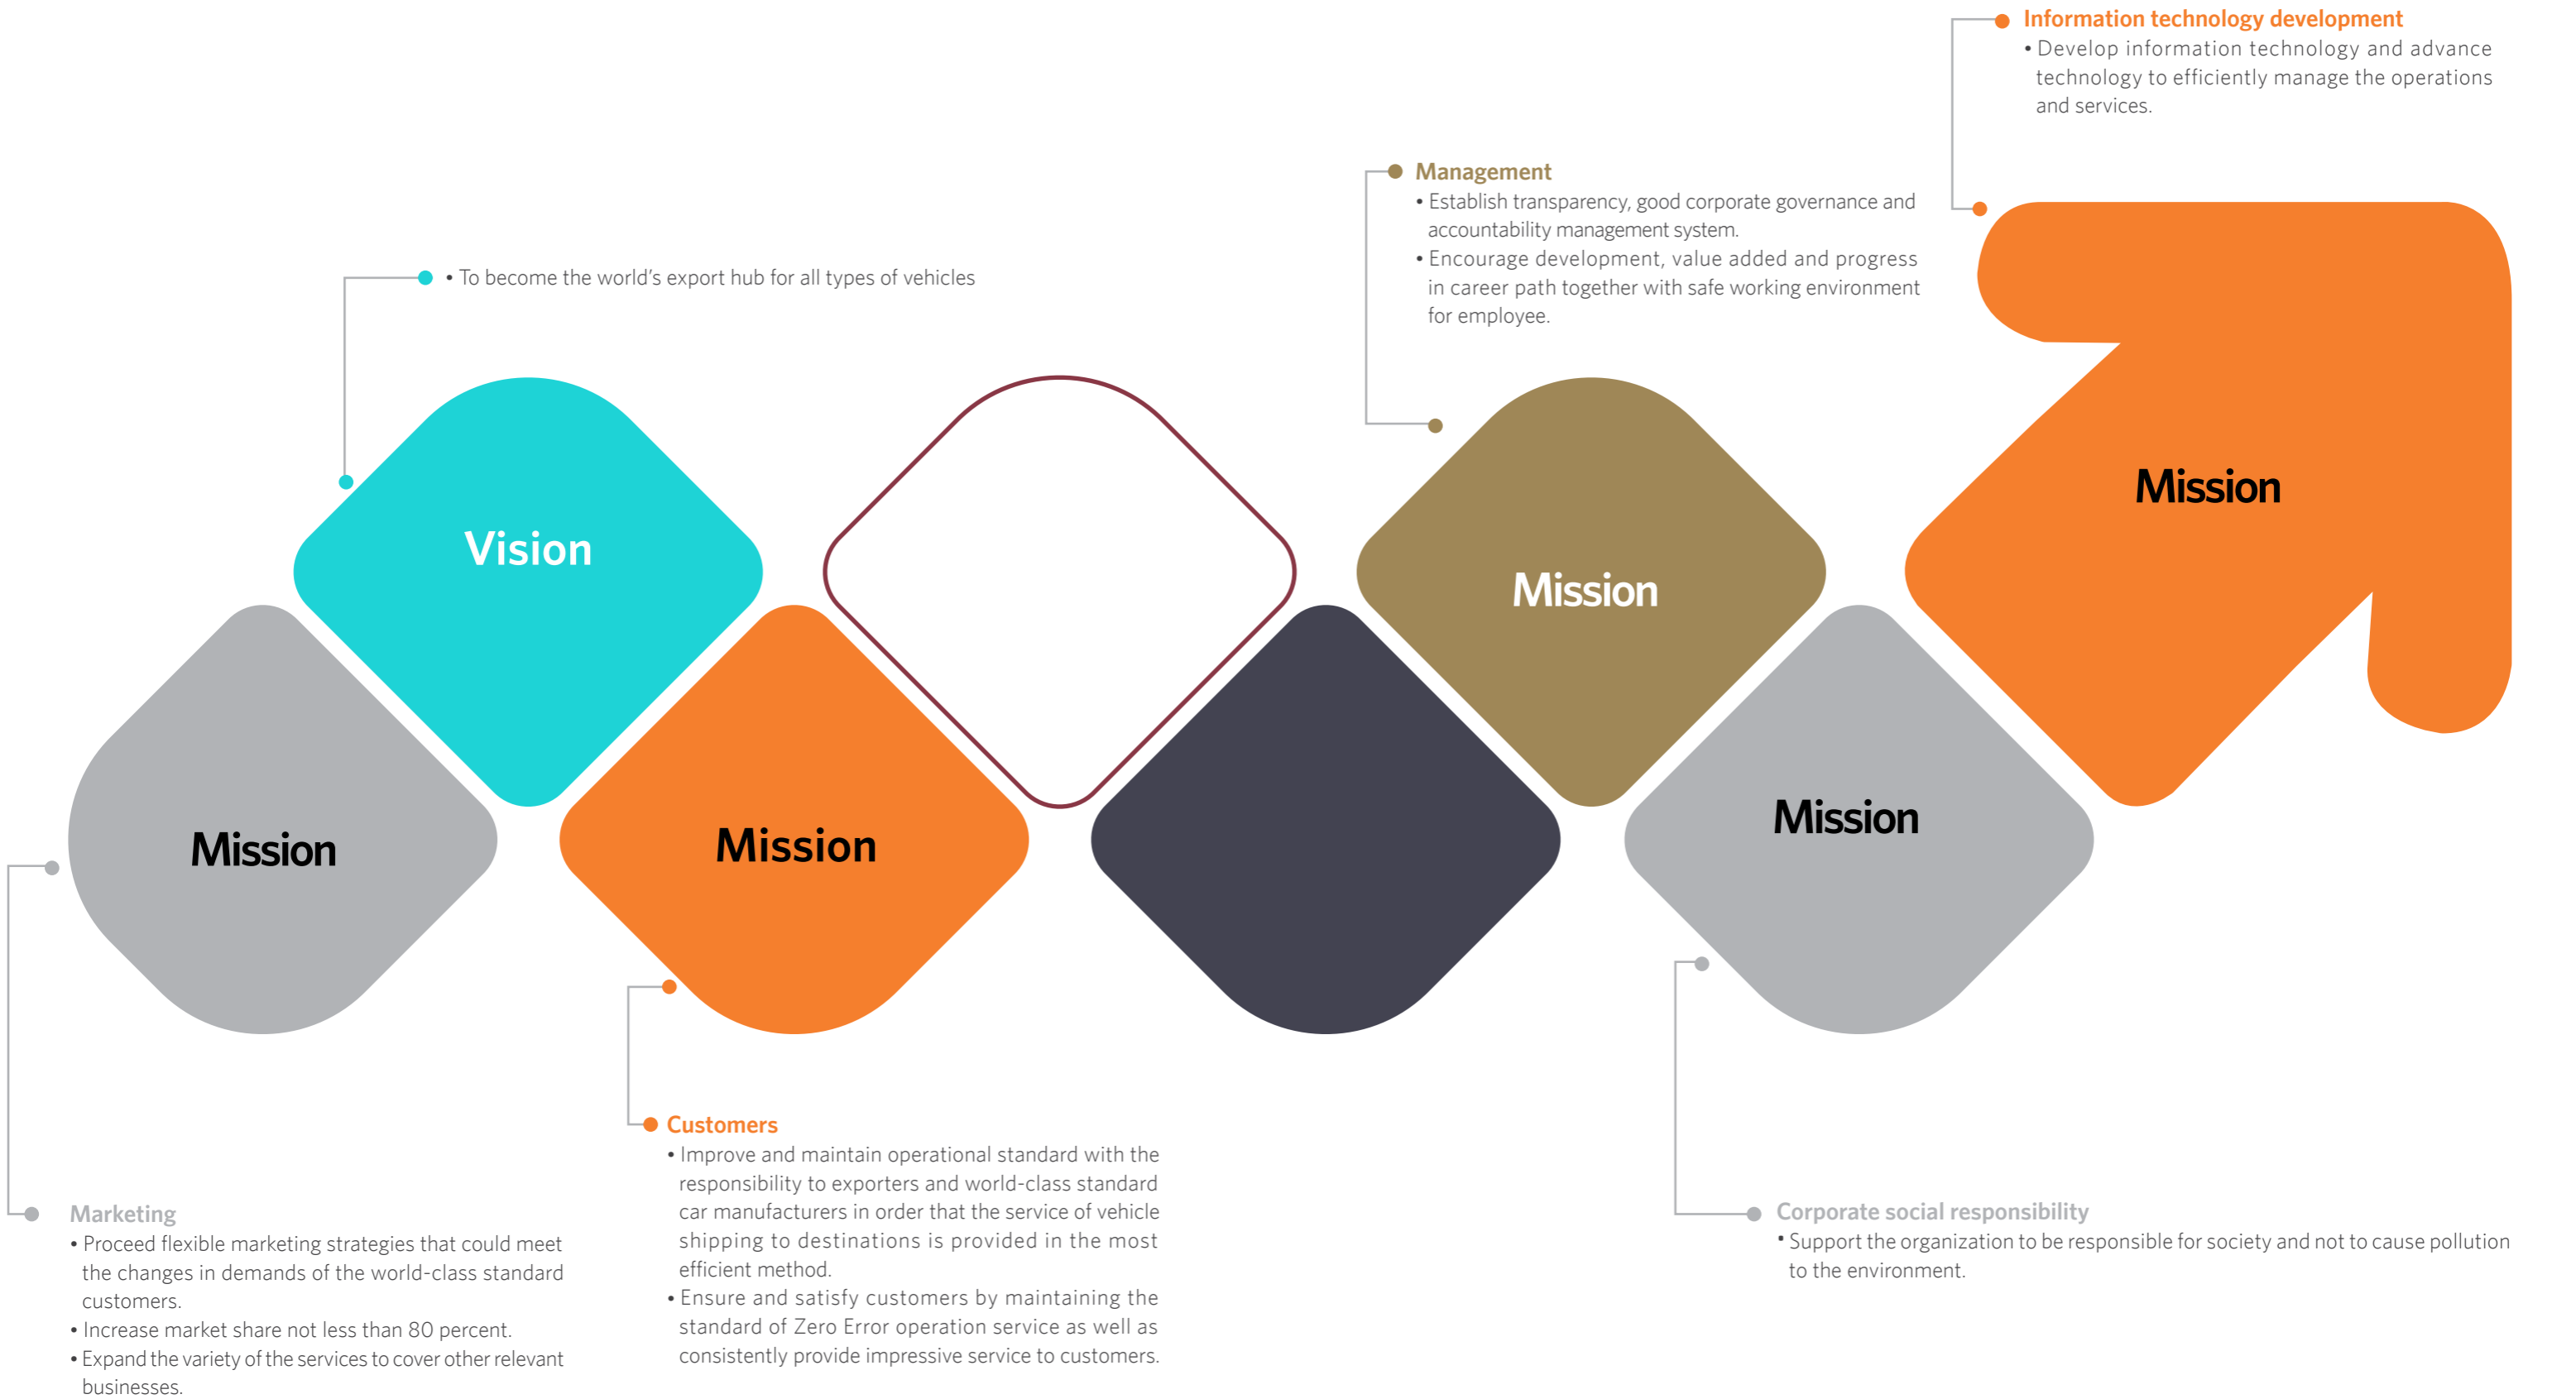 Information technology development
• Develop information technology and advance
technology to efficiently manage the operations
and services.
Management
• Establish transparency, good corporate governance and
accountability management system.
• Encourage development, value added and progress
in career path together with safe working environment
for employee.
• To become the world's export hub for all types of vehicles
Vision
Mission
Mission
Mission
Mission
Mission
Customers
• Improve and maintain operational standard with the
responsibility to exporters and world-class standard
car manufacturers in order that the service of vehicle
shipping to destinations is provided in the most
efficient method.
• Ensure and satisfy customers by maintaining the
standard of Zero Error operation service as well as
consistently provide impressive service to customers.
Marketing
• Proceed flexible marketing strategies that could meet
the changes in demands of the world-class standard
customers.
• Increase market share not less than 80 percent.
• Expand the variety of the services to cover other relevant
businesses.
Corporate social responsibility
• Support the organization to be responsible for society and not to cause pollution
to the environment.